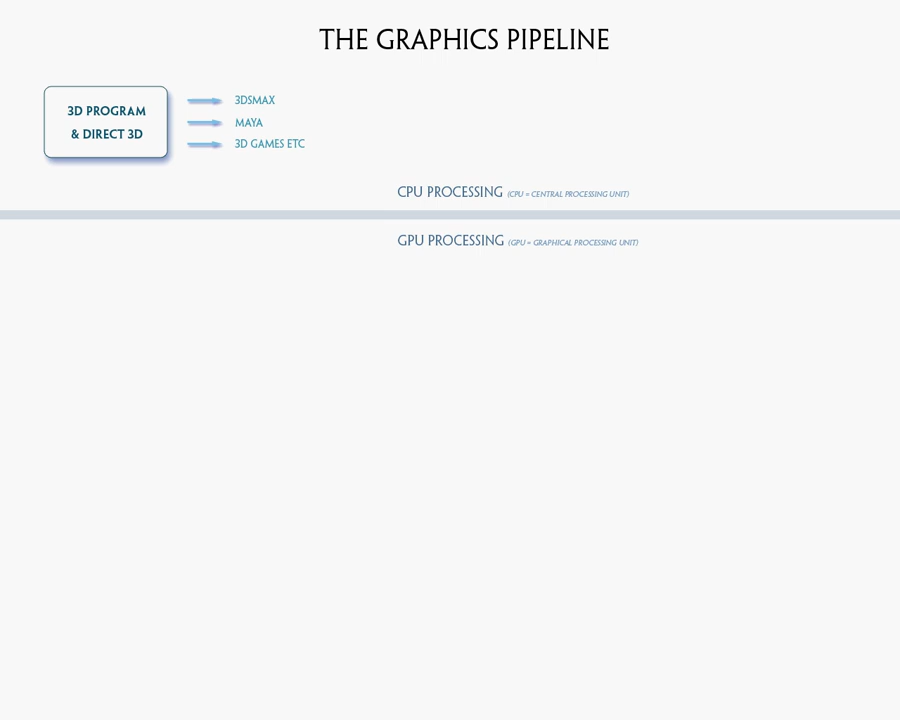 THE GRAPHICS PIPELINE
3D PROGRAM
& DIRECT 3D
3DSMAX
MAYA
3D GAMES ETC
CPU PROCESSING (CPU = CENTRAL PROCESSING UNIT)
GPU PROCESSING (GPU = GRAPHICAL PROCESSING UNIT)